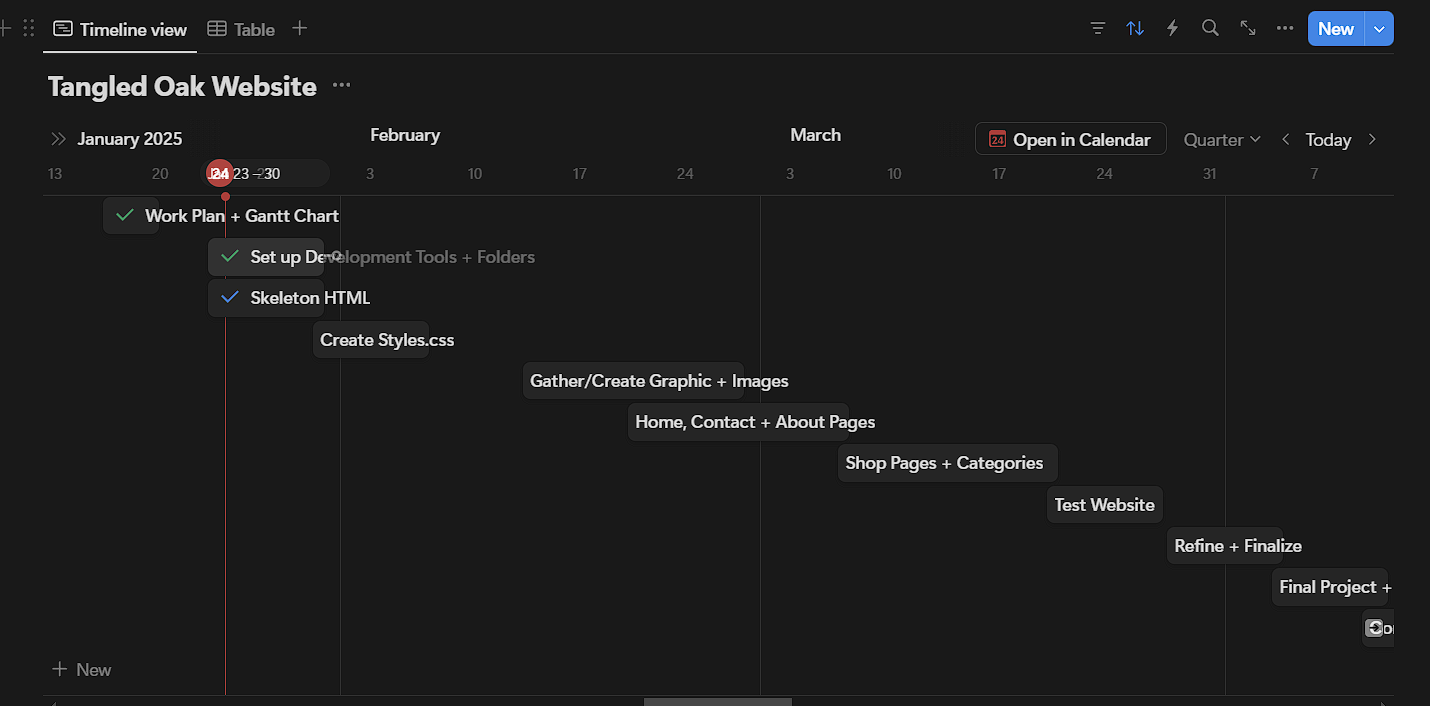 Timeline view Table
New
Tangled Oak Website
January 2025 February March
24 Open in Calendar Quarter Today
13 20 24 23 – 30 3 10 17 24 3 10 17 24 31 7
Work Plan + Gantt Chart
Set up Development Tools + Folders
Skeleton HTML
Create Styles.css
Gather/Create Graphic + Images
Home, Contact + About Pages
Shop Pages + Categories
Test Website
Refine + Finalize
Final Project +
New